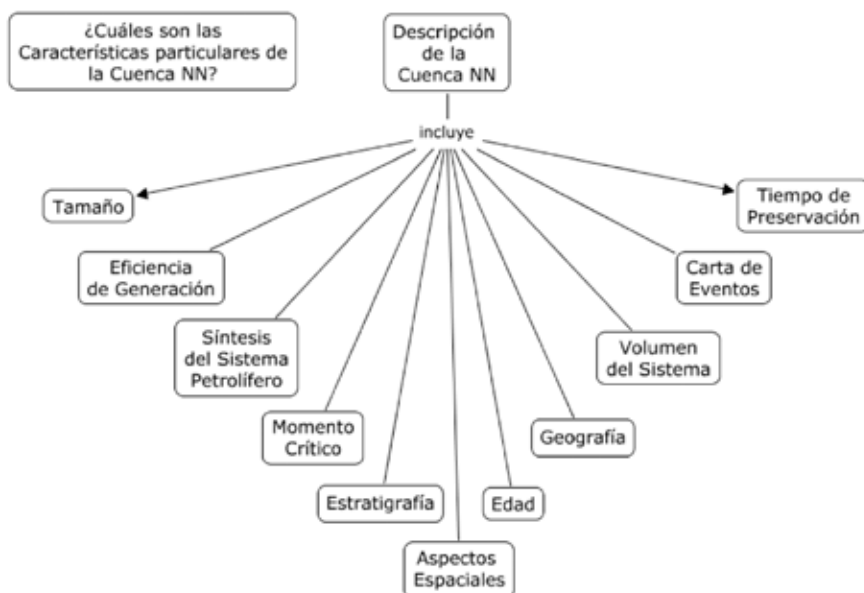 ¿Cuáles son las
Características particulares de
la Cuenca NN?
Descripción
de la
Cuenca NN
incluye
Tamaño
Tiempo de
Preservación
Eficiencia
de Generación
Carta de
Eventos
Síntesis
del Sistema
Petrolífero
Volumen
del Sistema
Momento
Crítico
Geografía
Estratigrafía
Edad
Aspectos
Espaciales